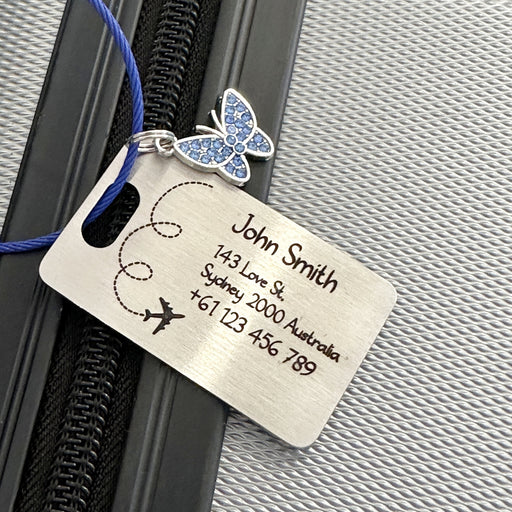 John Smith
143 Love St.
Sydney 2000 Australia
+61 123 456 789